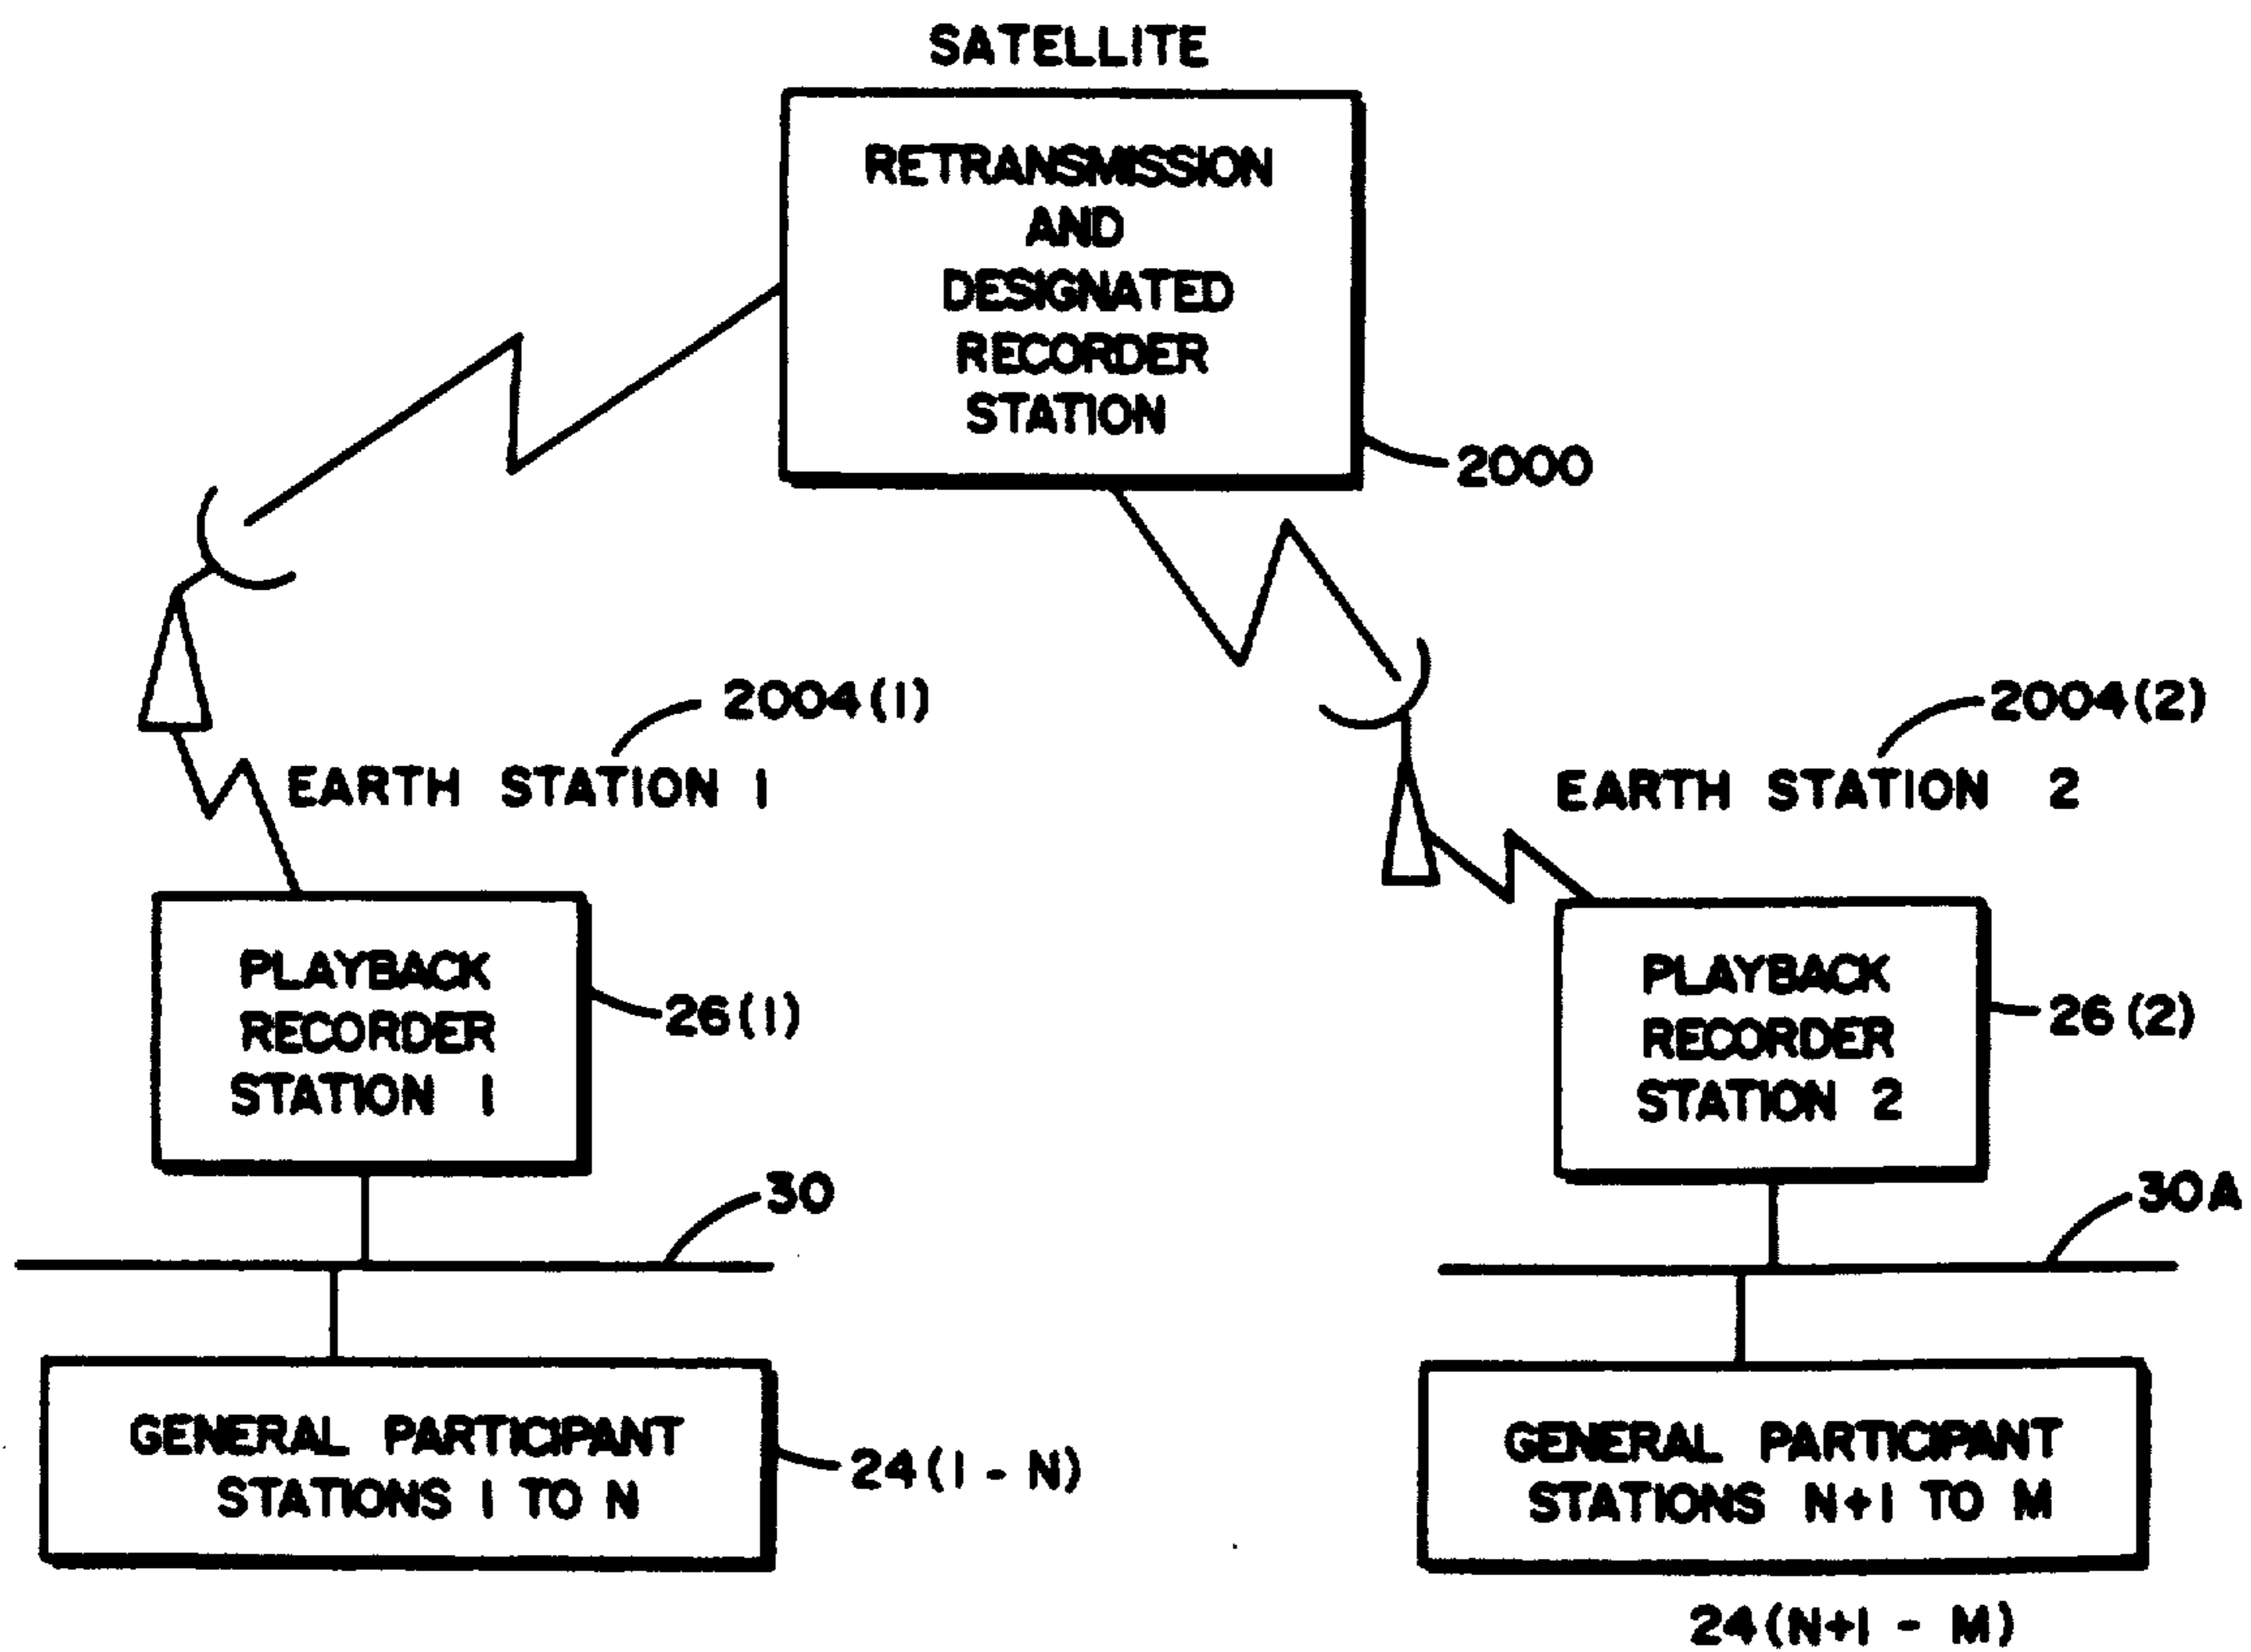 SATELLITE
RETRANSMISSION
AND
DESIGNATED
RECORDER
STATION
2000
2004(1)
EARTH STATION 1
2004(2)
EARTH STATION 2
PLAYBACK
RECORDER
STATION 1
26(1)
PLAYBACK
RECORDER
STATION 2
26(2)
30
30A
GENERAL PARTICIPANT
STATIONS 1 TO N
24(1 - N)
GENERAL PARTICIPANT
STATIONS N+1 TO M
24(N+1 - M)